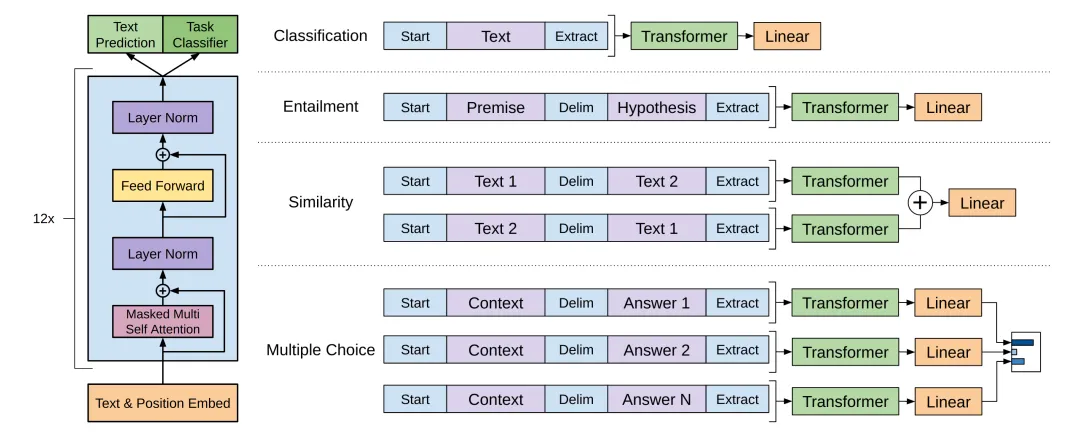 Text
Prediction
Task
Classifier
12x
Layer Norm
+
Feed Forward
Layer Norm
+
Masked Multi
Self Attention
Text & Position Embed
Classification
Start Text Extract Transformer Linear
Entailment
Start Premise Delim Hypothesis Extract Transformer Linear
Similarity
Start Text 1 Delim Text 2 Extract Transformer
+ Linear
Start Text 2 Delim Text 1 Extract Transformer
Multiple Choice
Start Context Delim Answer 1 Extract Transformer Linear
Start Context Delim Answer 2 Extract Transformer Linear
Start Context Delim Answer N Extract Transformer Linear